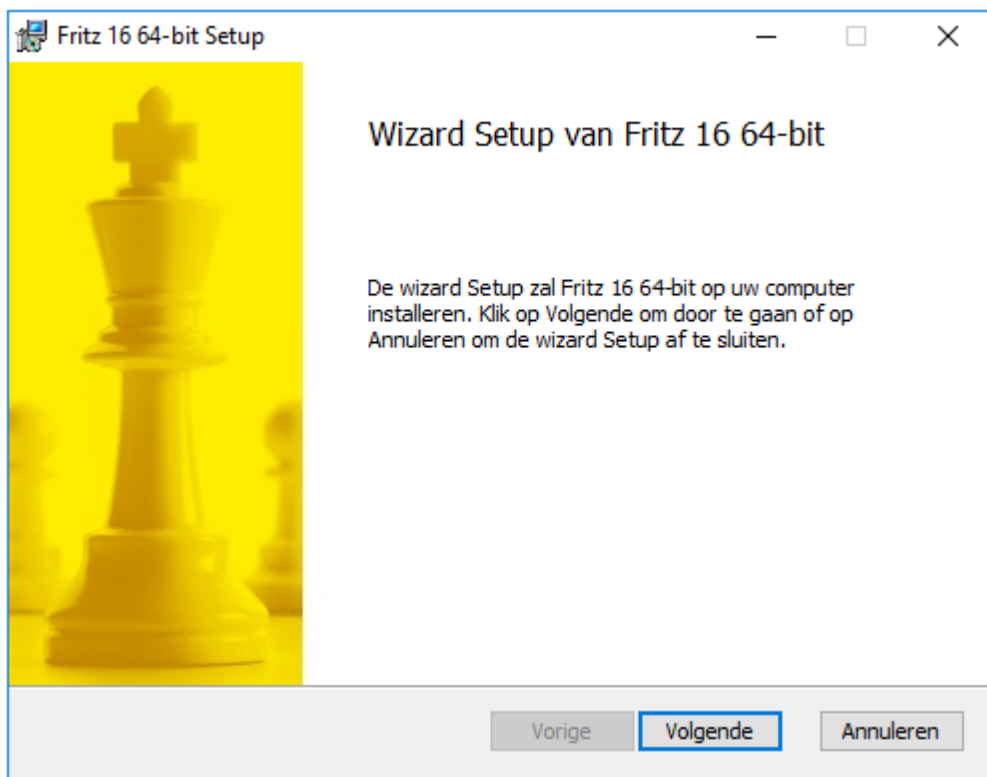 Fritz 16 64-bit Setup
Wizard Setup van Fritz 16 64-bit
De wizard Setup zal Fritz 16 64-bit op uw computer
installeren. Klik op Volgende om door te gaan of op
Annuleren om de wizard Setup af te sluiten.
Vorige
Volgende
Annuleren